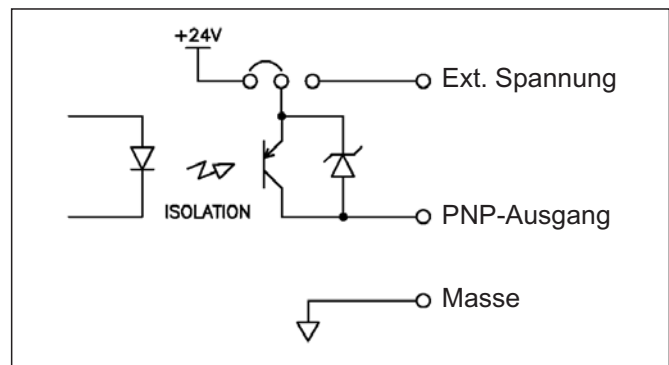 +24V
Ext. Spannung
ISOLATION
PNP-Ausgang
Masse